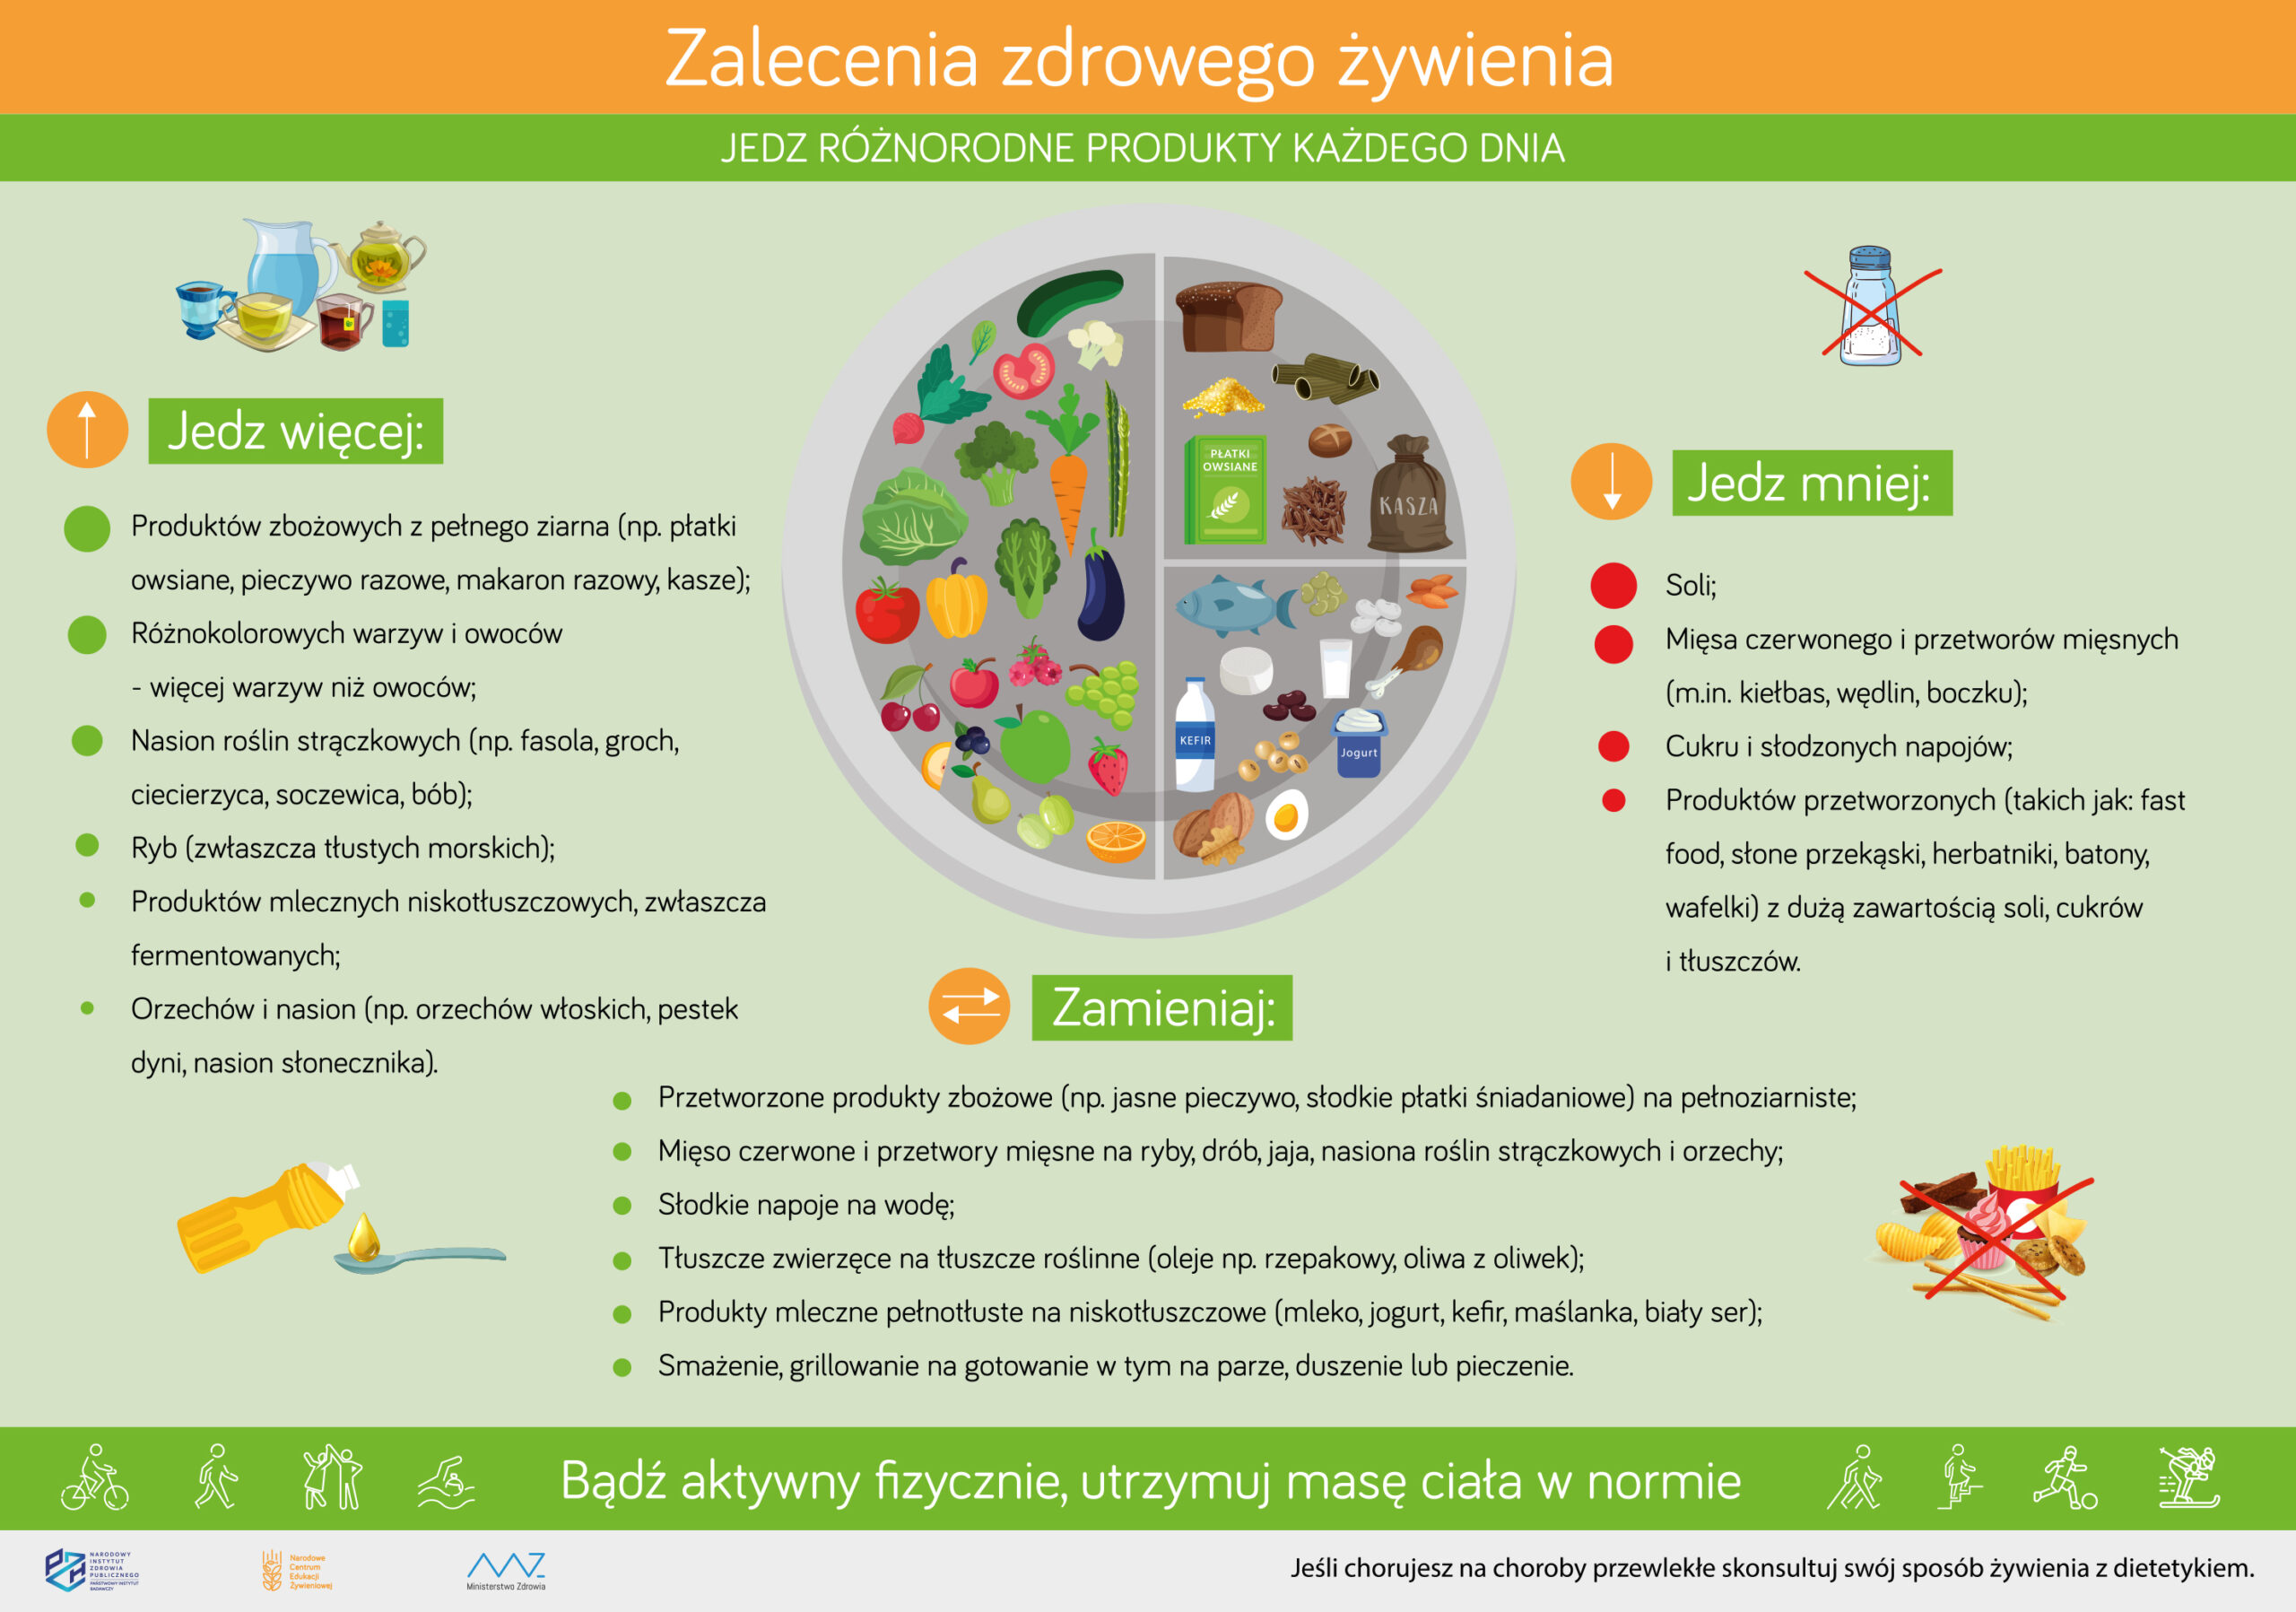 Zalecenia zdrowego żywienia
JEDZ RÓŻNORODNE PRODUKTY KAŻDEGO DNIA
Jedz więcej:
Produktów zbożowych z pełnego ziarna (np. płatki
owsiane, pieczywo razowe, makaron razowy, kasze);
Różnokolorowych warzyw i owoców
- więcej warzyw niż owoców;
Nasion roślin strączkowych (np. fasola, groch,
ciecierzyca, soczewica, bób);
Ryb (zwłaszcza tłustych morskich);
Produktów mlecznych niskotłuszczowych, zwłaszcza
fermentowanych;
Orzechów i nasion (np. orzechów włoskich, pestek
dyni, nasion słonecznika).
PŁATKI
OWSIANE
KASZA
KEFIR
Jogurt
Jedz mniej:
Soli;
Mięsa czerwonego i przetworów mięsnych
(m.in. kiełbas, wędlin, boczku);
Cukru i słodzonych napojów;
Produktów przetworzonych (takich jak: fast
food, słone przekąski, herbatniki, batony,
wafelki) z dużą zawartością soli, cukrów
i tłuszczów.
Zamieniaj:
Przetworzone produkty zbożowe (np. jasne pieczywo, słodkie płatki śniadaniowe) na pełnoziarniste;
Mięso czerwone i przetwory mięsne na ryby, drób, jaja, nasiona roślin strączkowych i orzechy;
Słodkie napoje na wodę;
Tłuszcze zwierzęce na tłuszcze roślinne (oleje np. rzepakowy, oliwa z oliwek);
Produkty mleczne pełnotłuste na niskotłuszczowe (mleko, jogurt, kefir, maślanka, biały ser);
Smażenie, grillowanie na gotowanie w tym na parze, duszenie lub pieczenie.
Bądź aktywny fizycznie, utrzymuj masę ciała w normie
PZH
NARODOWY
INSTYTUT
ZDROWIA
PUBLICZNEGO
PAŃSTWOWY INSTYTUT
BADAWCZY
Narodowe
Centrum
Edukacji
Żywieniowej
Ministerstwo Zdrowia
Jeśli chorujesz na choroby przewlekłe skonsultuj swój sposób żywienia z dietetykiem.